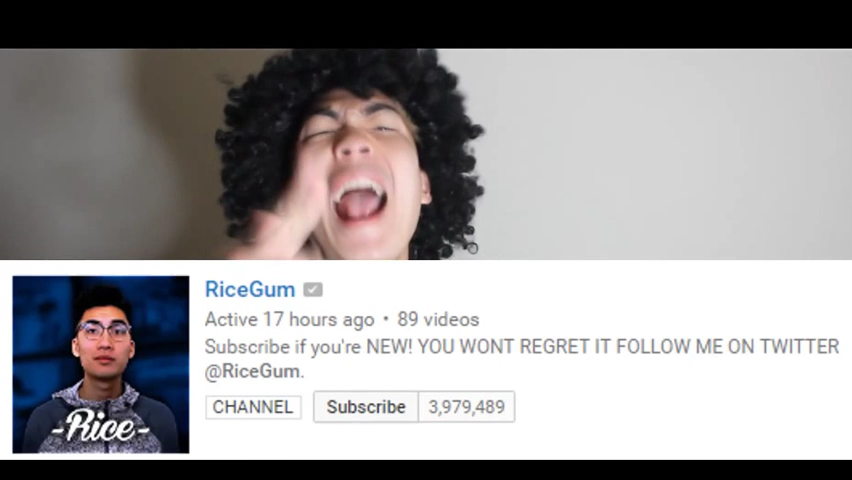 RiceGum
Active 17 hours ago • 89 videos
Subscribe if you're NEW! YOU WONT REGRET IT FOLLOW ME ON TWITTER
@RiceGum.
-Rice-
CHANNEL Subscribe 3,979,489